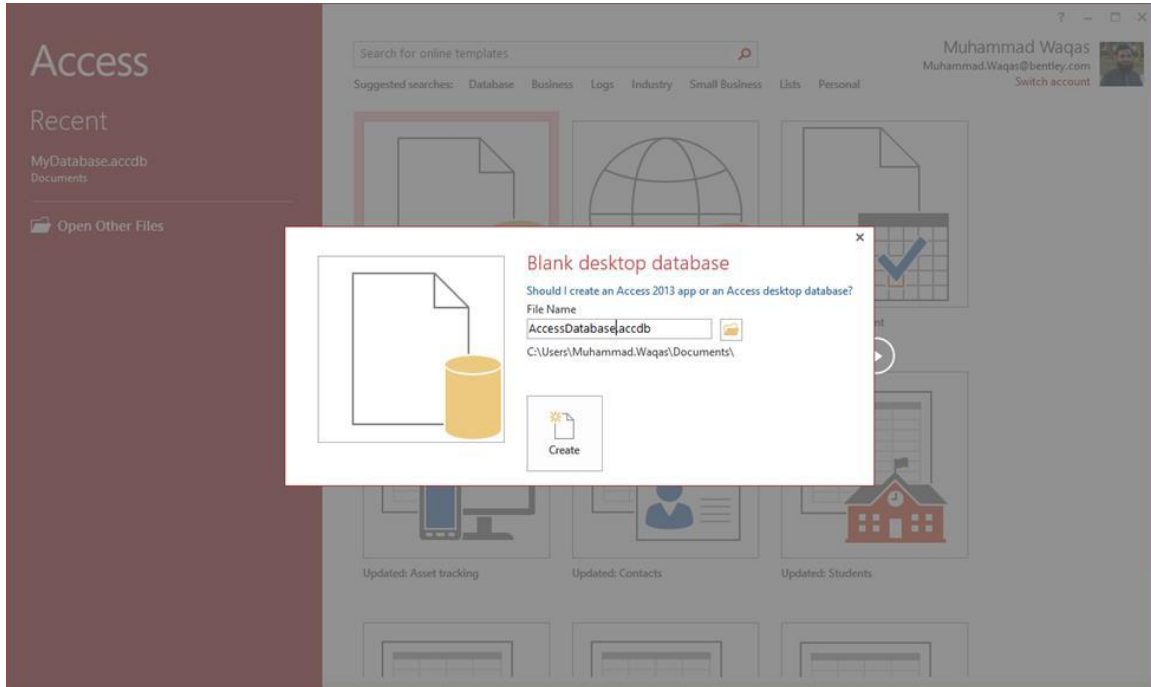 Access
Recent
MyDatabase.accdb
Documents
Open Other Files
?
Search for online templates
Suggested searches: Database Business Logs Industry Small Business Lists Personal
Muhammad Waqas
Muhammad.Waqas@bentley.com
Switch account
Blank desktop database
Should I create an Access 2013 app or an Access desktop database?
File Name
AccessDatabase.accdb
C:\Users\Muhammad.Waqas\Documents\
Create
Updated: Asset tracking Updated: Contacts Updated: Students